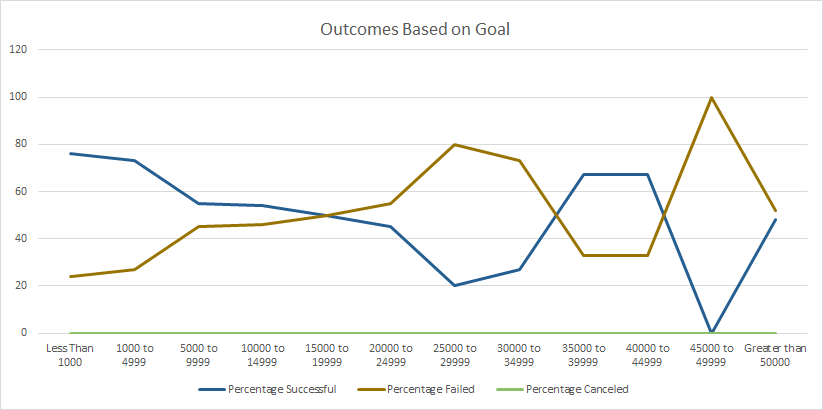 Outcomes Based on Goal
120
100
80
60
40
20
0
Less Than 1000 to 5000 to 10000 to 15000 to 20000 to 25000 to 30000 to 35000 to 40000 to 45000 to Greater than
1000 4999 9999 14999 19999 24999 29999 34999 39999 44999 49999 50000
Percentage Successful Percentage Failed Percentage Canceled